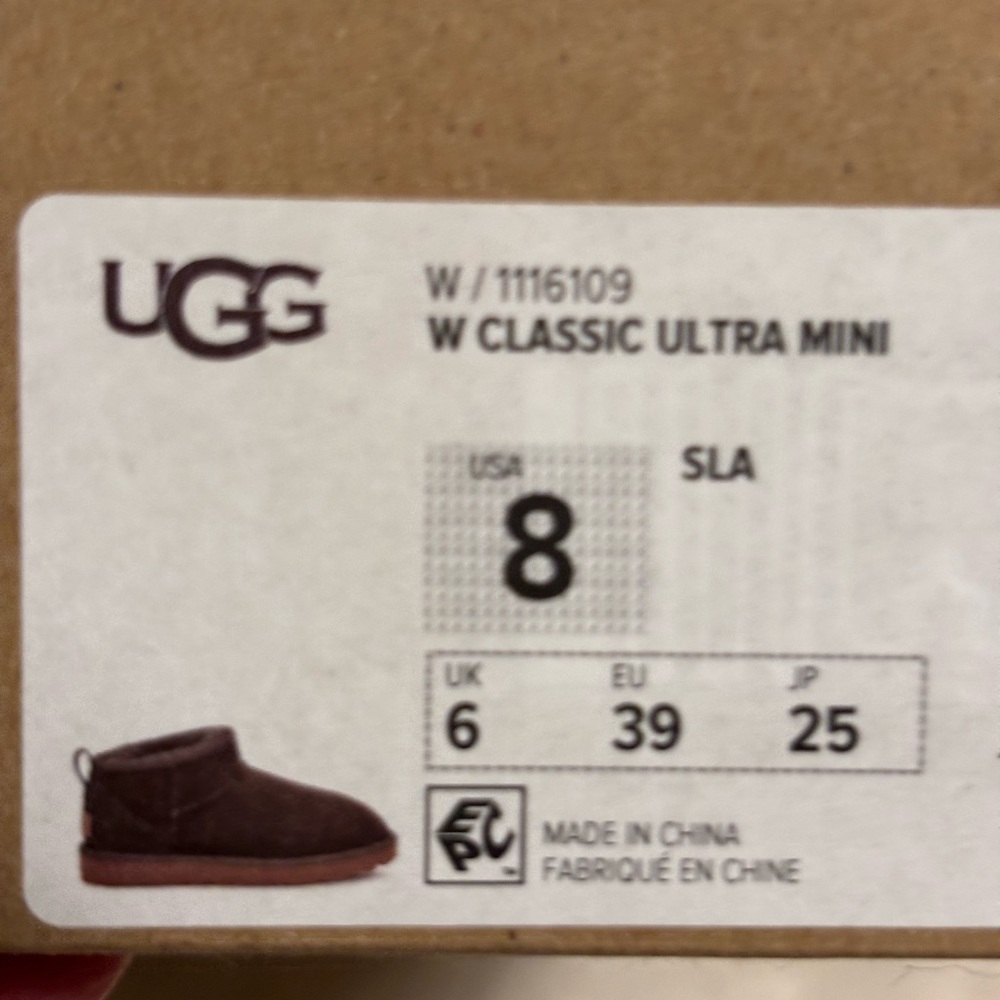 UGG
W / 1116109
W CLASSIC ULTRA MINI
USA
8
SLA
UK EU JP
6 39 25
EPC
MADE IN CHINA
FABRIQUÉ EN CHINE